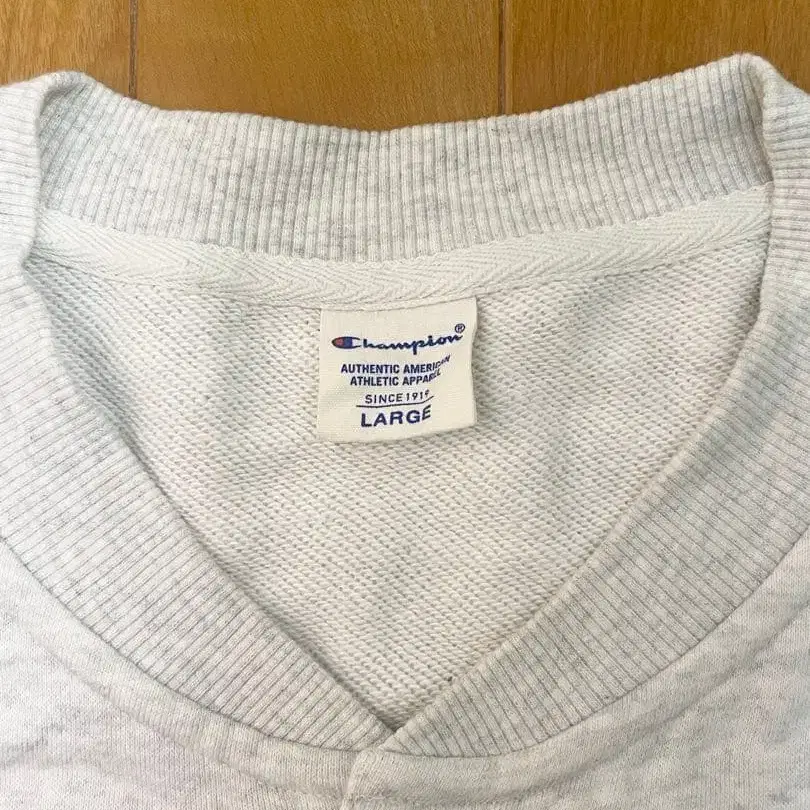 Champion®
AUTHENTIC AMERICAN
ATHLETIC APPAREL
SINCE 1919
LARGE